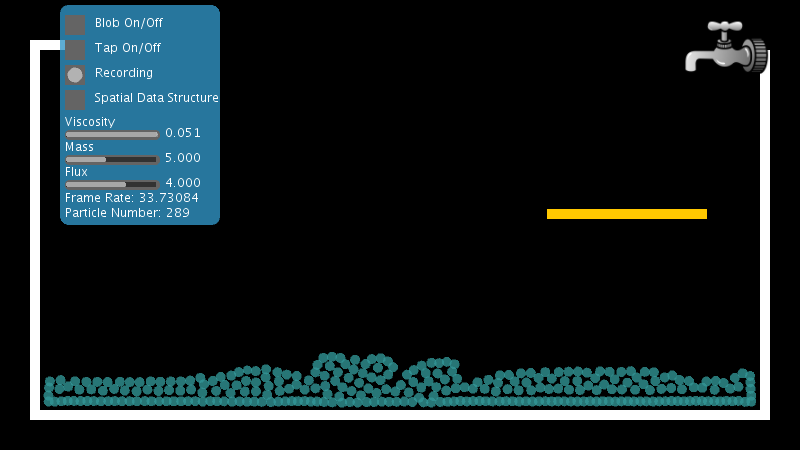 Blob On/Off
Tap On/Off
Recording
Spatial Data Structure
Viscosity
0.051
Mass
5.000
Flux
4.000
Frame Rate: 33.73084
Particle Number: 289